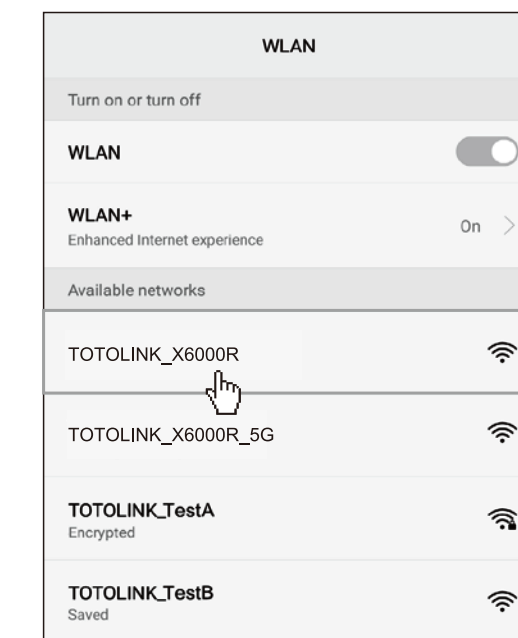 WLAN
Turn on or turn off
WLAN
WLAN+
On
Enhanced Internet experience
Available networks
TOTOLINK_X6000R
TOTOLINK_X6000R_5G
TOTOLINK_TestA
Encrypted
TOTOLINK_TestB
Saved